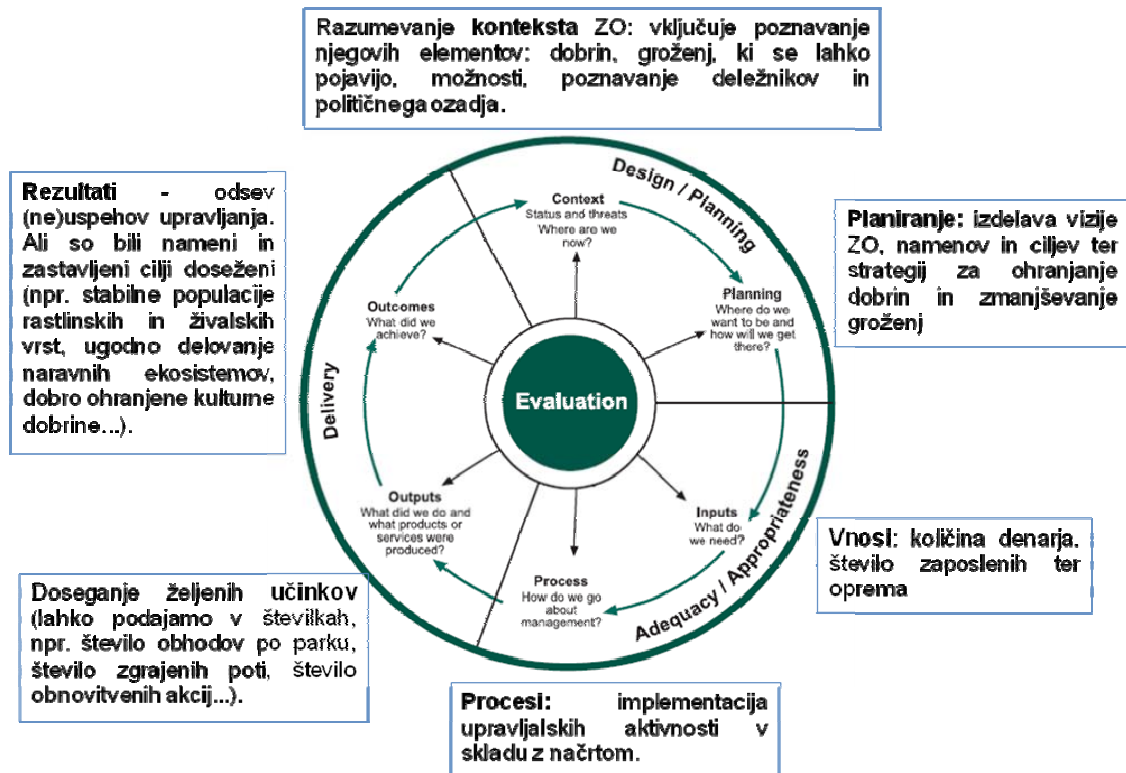 Razumevanje konteksta ZO: vključuje poznavanje
njegovih elementov: dobrin, groženj, ki se lahko
pojavijo, možnosti, poznavanje deležnikov in
političnega ozadja.
Rezultati - odsev
(ne)uspehov upravljanja.
Ali so bili nameni in
zastavljeni cilji doseženi
(npr. stabilne populacije
rastlinskih in živalskih
vrst, ugodno delovanje
naravnih ekosistemov,
dobro ohranjene kulturne
dobrine...).
Design / Planning
Context
Status and threats
Where are we
now?
Planning
Where do we
want to be and
how will we get
there?
Planiranje: izdelava vizije
ZO, namenov in ciljev ter
strategij za ohranjanje
dobrin in zmanjševanje
groženj
Outcomes
What did we
achieve?
Evaluation
Delivery
Outputs
What did we do and
what products or
services were
produced?
Inputs
What do
we need?
Process
How do we go
about
management?
Adequacy / Appropriateness
Vnosi: količina denarja,
število zaposlenih ter
oprema
Doseganje željenih učinkov
(lahko podajamo v številkah,
npr. število obhodov po parku,
število zgrajenih poti, število
obnovitvenih akcij...).
Procesi: implementacija
upravljalskih aktivnosti v
skladu z načrtom.